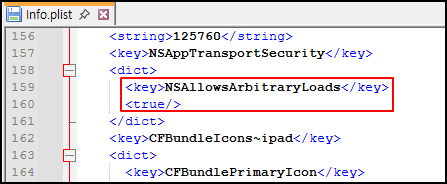 Info.plist
156 <string>125760</string>
157 <key>NSAppTransportSecurity</key>
158 <dict>
159 <key>NSAllowsArbitraryLoads</key>
160 <true/>
161 </dict>
162 <key>CFBundleIcons~ipad</key>
163 <dict>
164 <key>CFBundlePrimaryIcon</key>